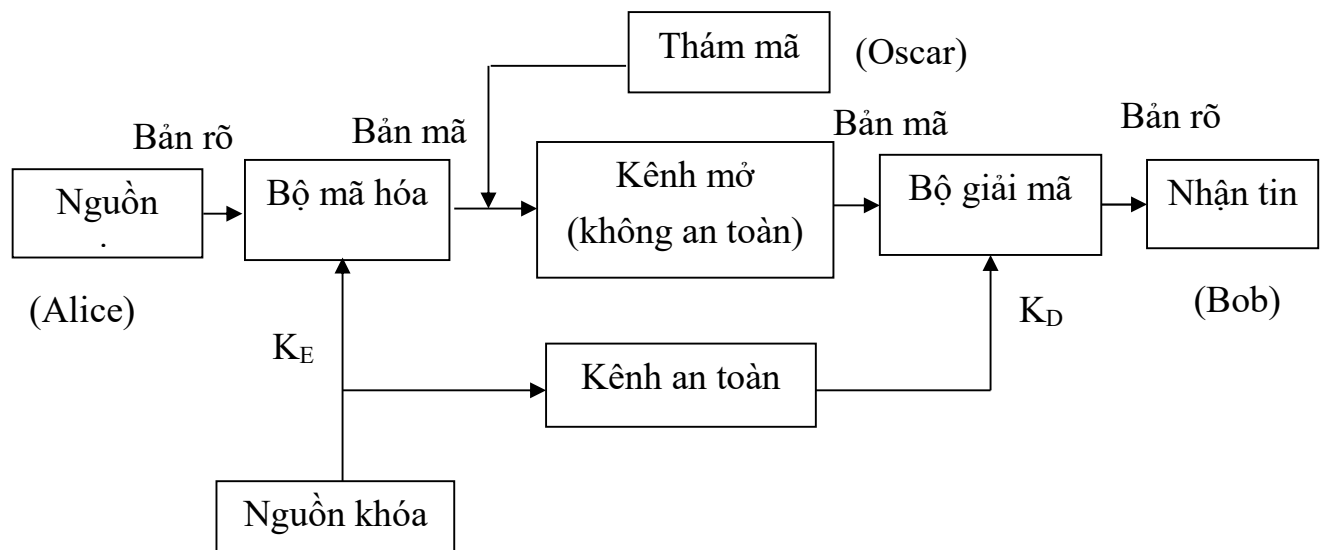 Thám mã
(Oscar)
Bản rõ
Bản mã
Bản mã
Bản rõ
Nguồn
.
Bộ mã hóa
Kênh mở
(không an toàn)
Bộ giải mã
Nhận tin
(Alice)
(Bob)
K_E
K_D
Kênh an toàn
Nguồn khóa